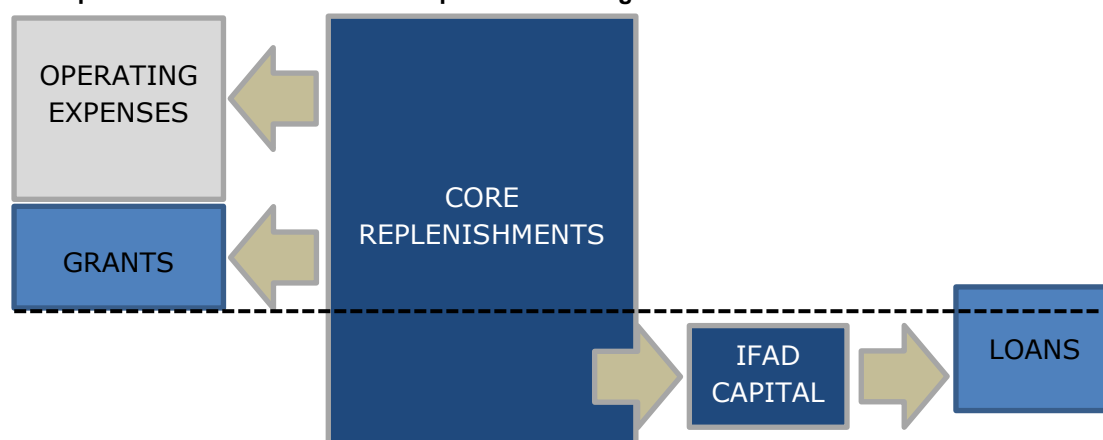 OPERATING
EXPENSES
GRANTS
CORE
REPLENISHMENTS
IFAD
CAPITAL
LOANS